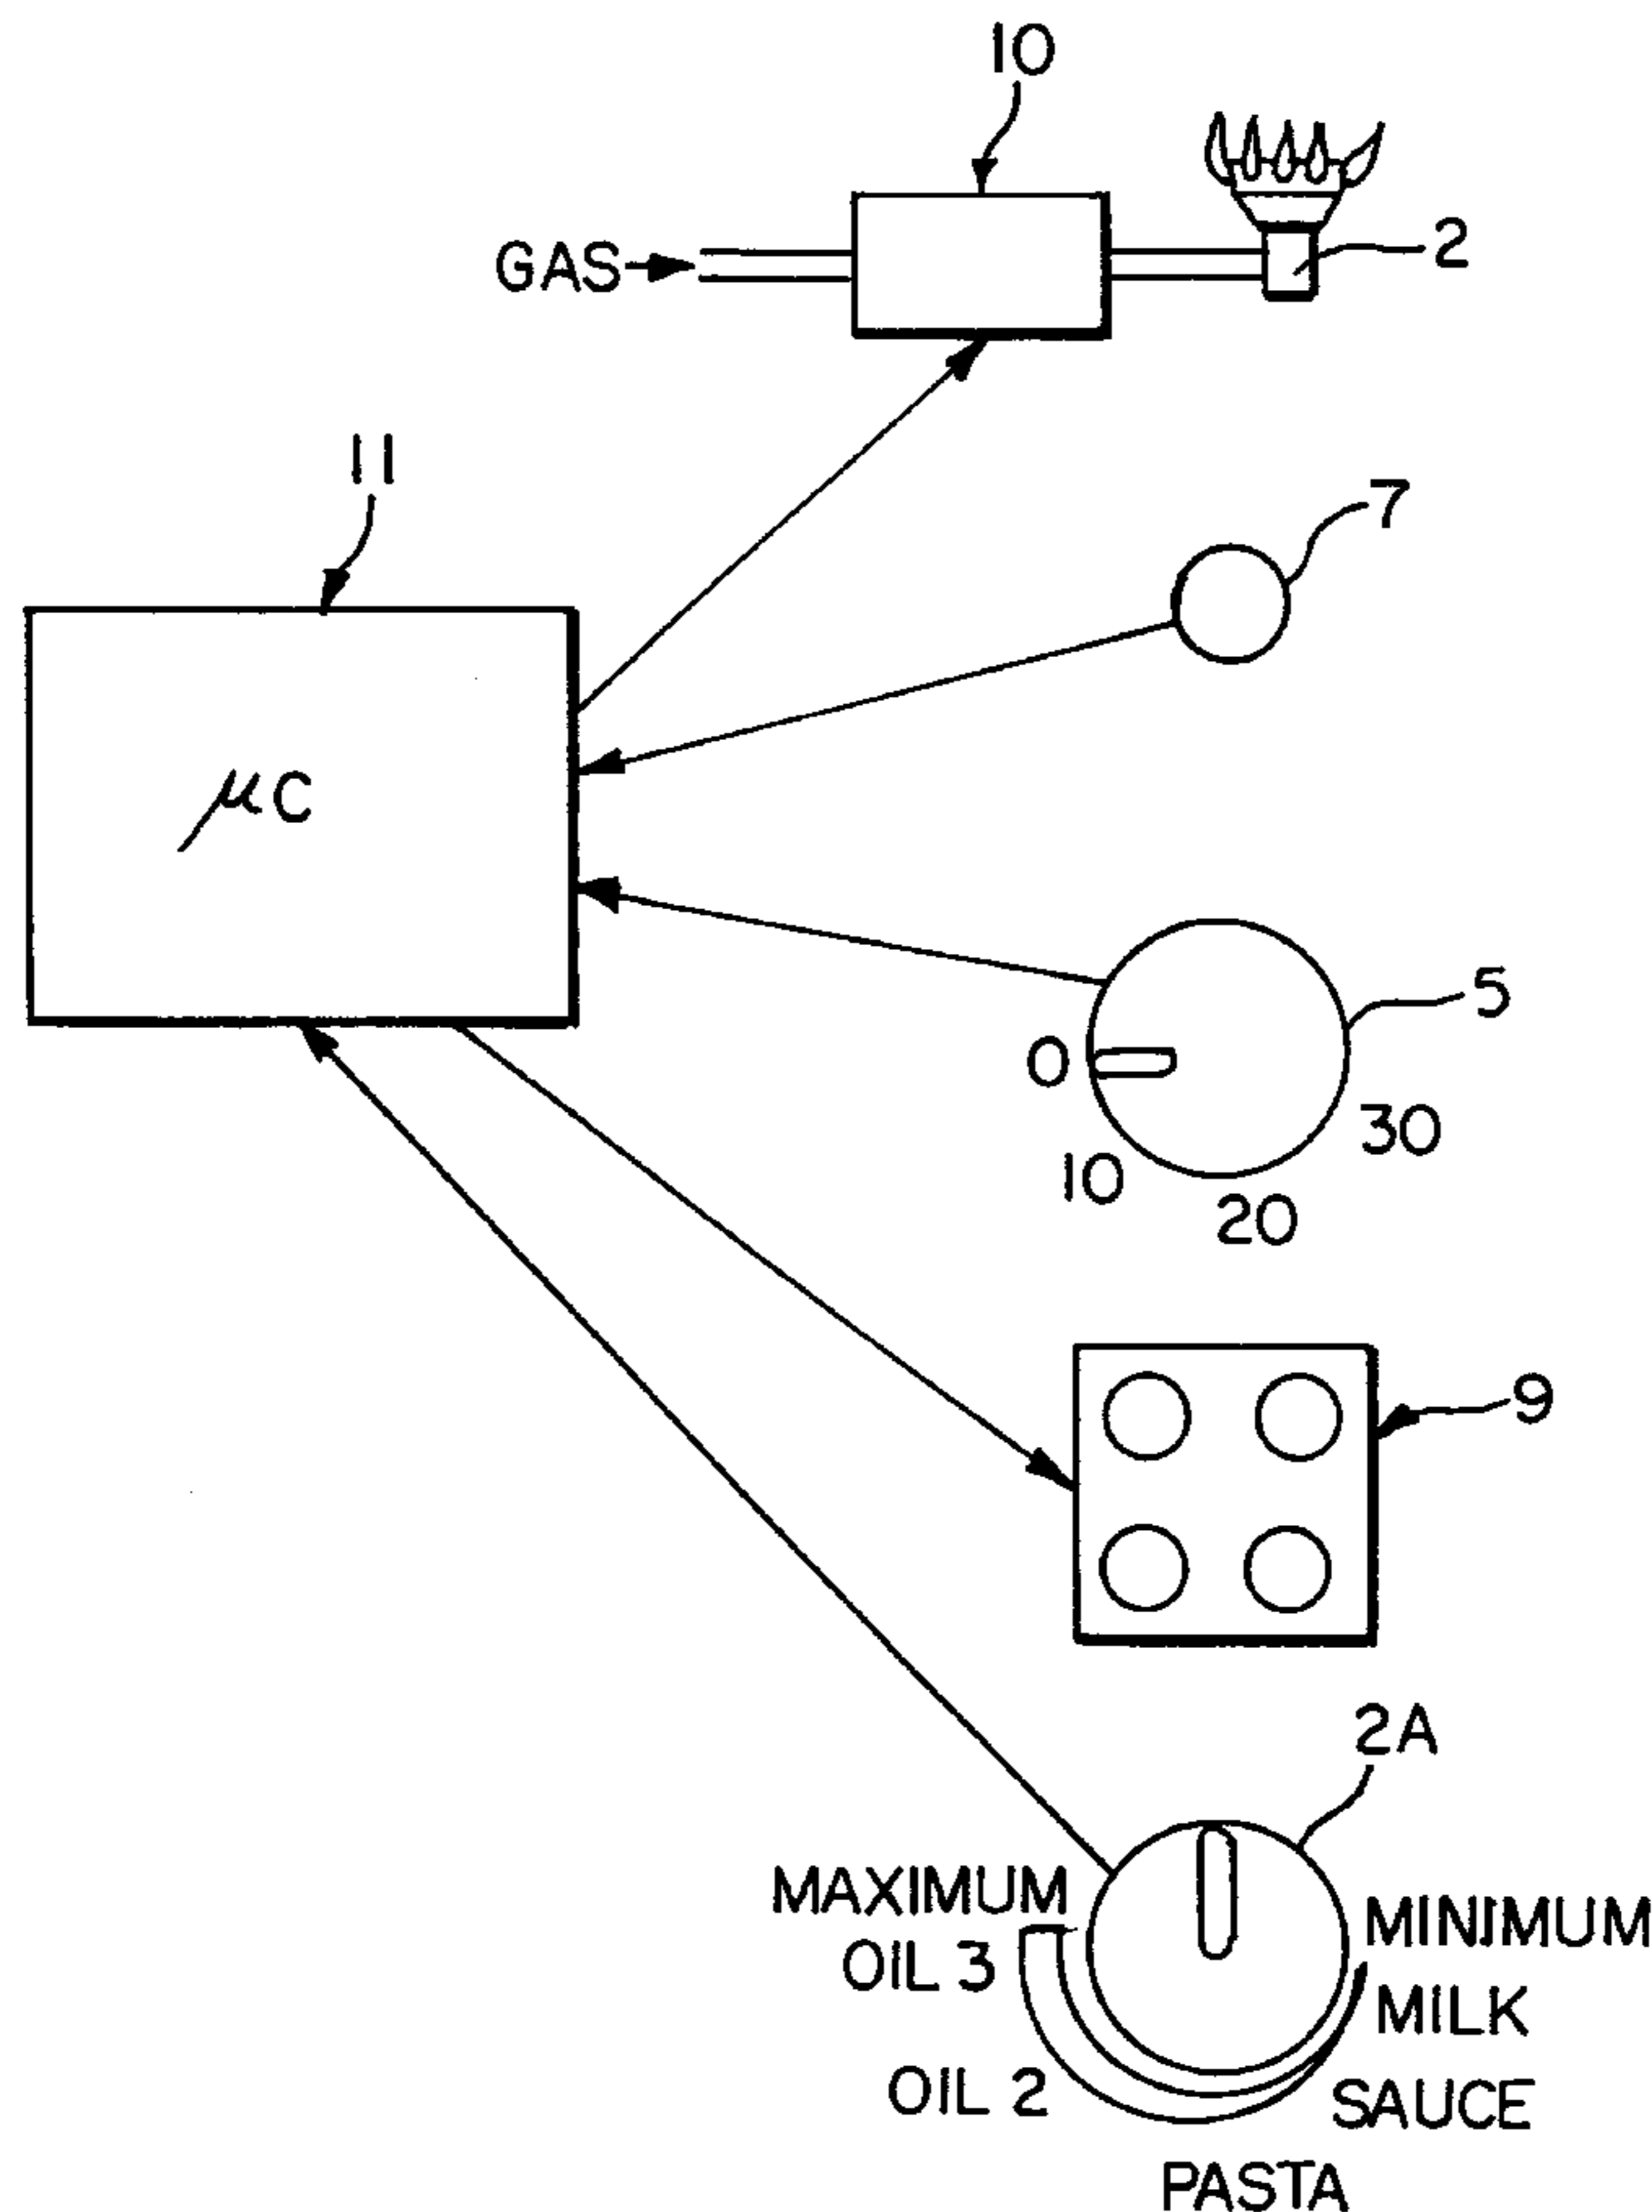 10
GAS
2
11
7
μC
5
0
30
10
20
9
2A
MAXIMUM
MINIMUM
OIL 3
MILK
OIL 2
SAUCE
PASTA